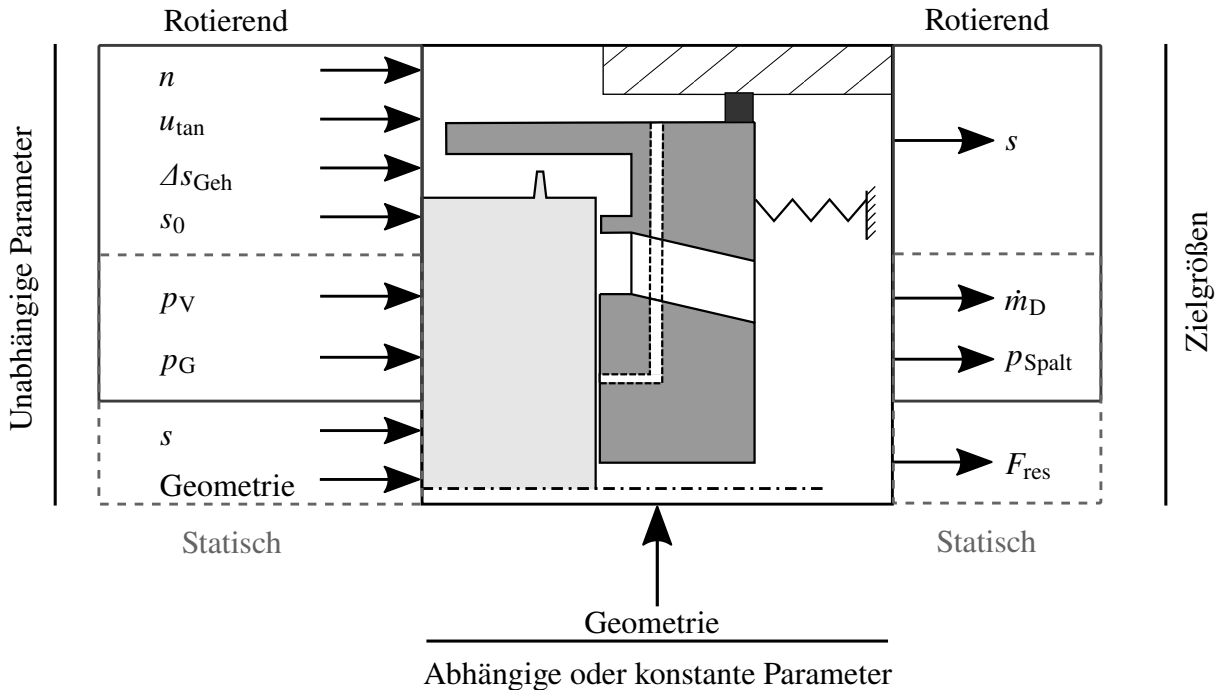 Rotierend
Unabhängige Parameter
n
u_tan
Δs_Geh
s_0
p_V
p_G
s
Geometrie
Statisch
Geometrie
Abhängige oder konstante Parameter
Rotierend
s
ṁ_D
p_Spalt
F_res
Statisch
Zielgrößen